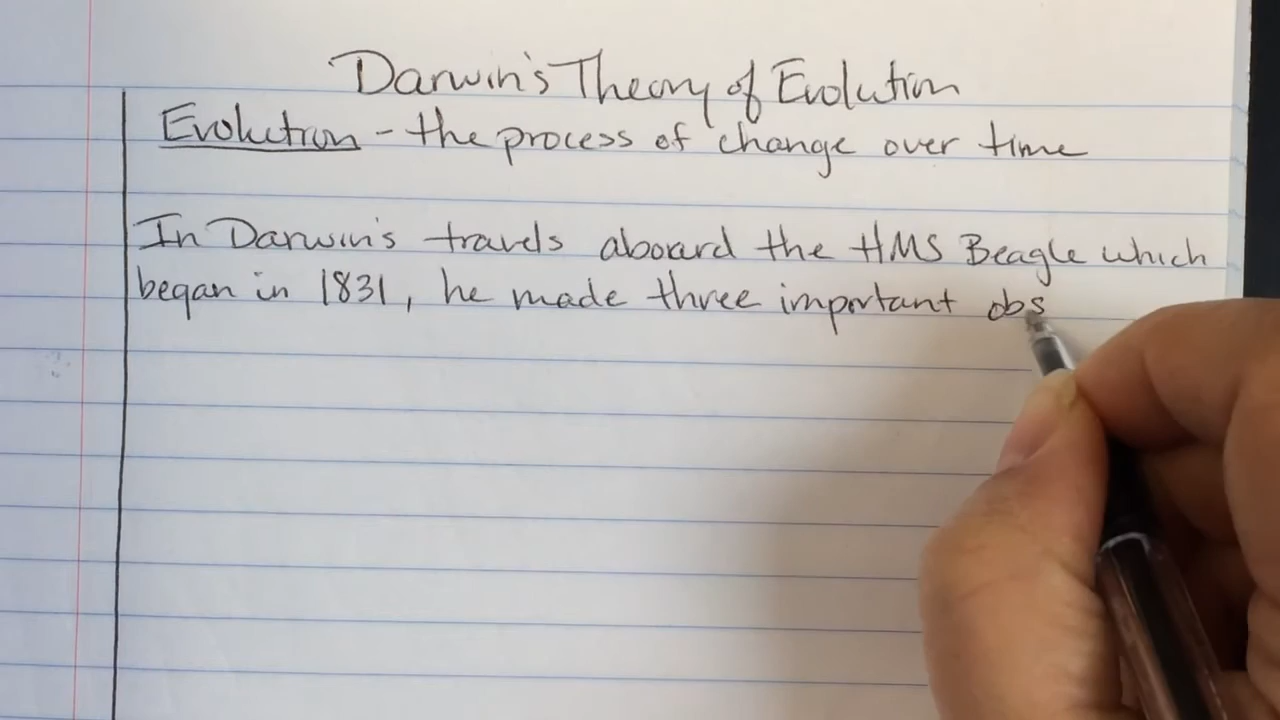 Darwin's Theory of Evolution
Evolution - the process of change over time
In Darwin's travels aboard the HMS Beagle which
began in 1831, he made three important obs